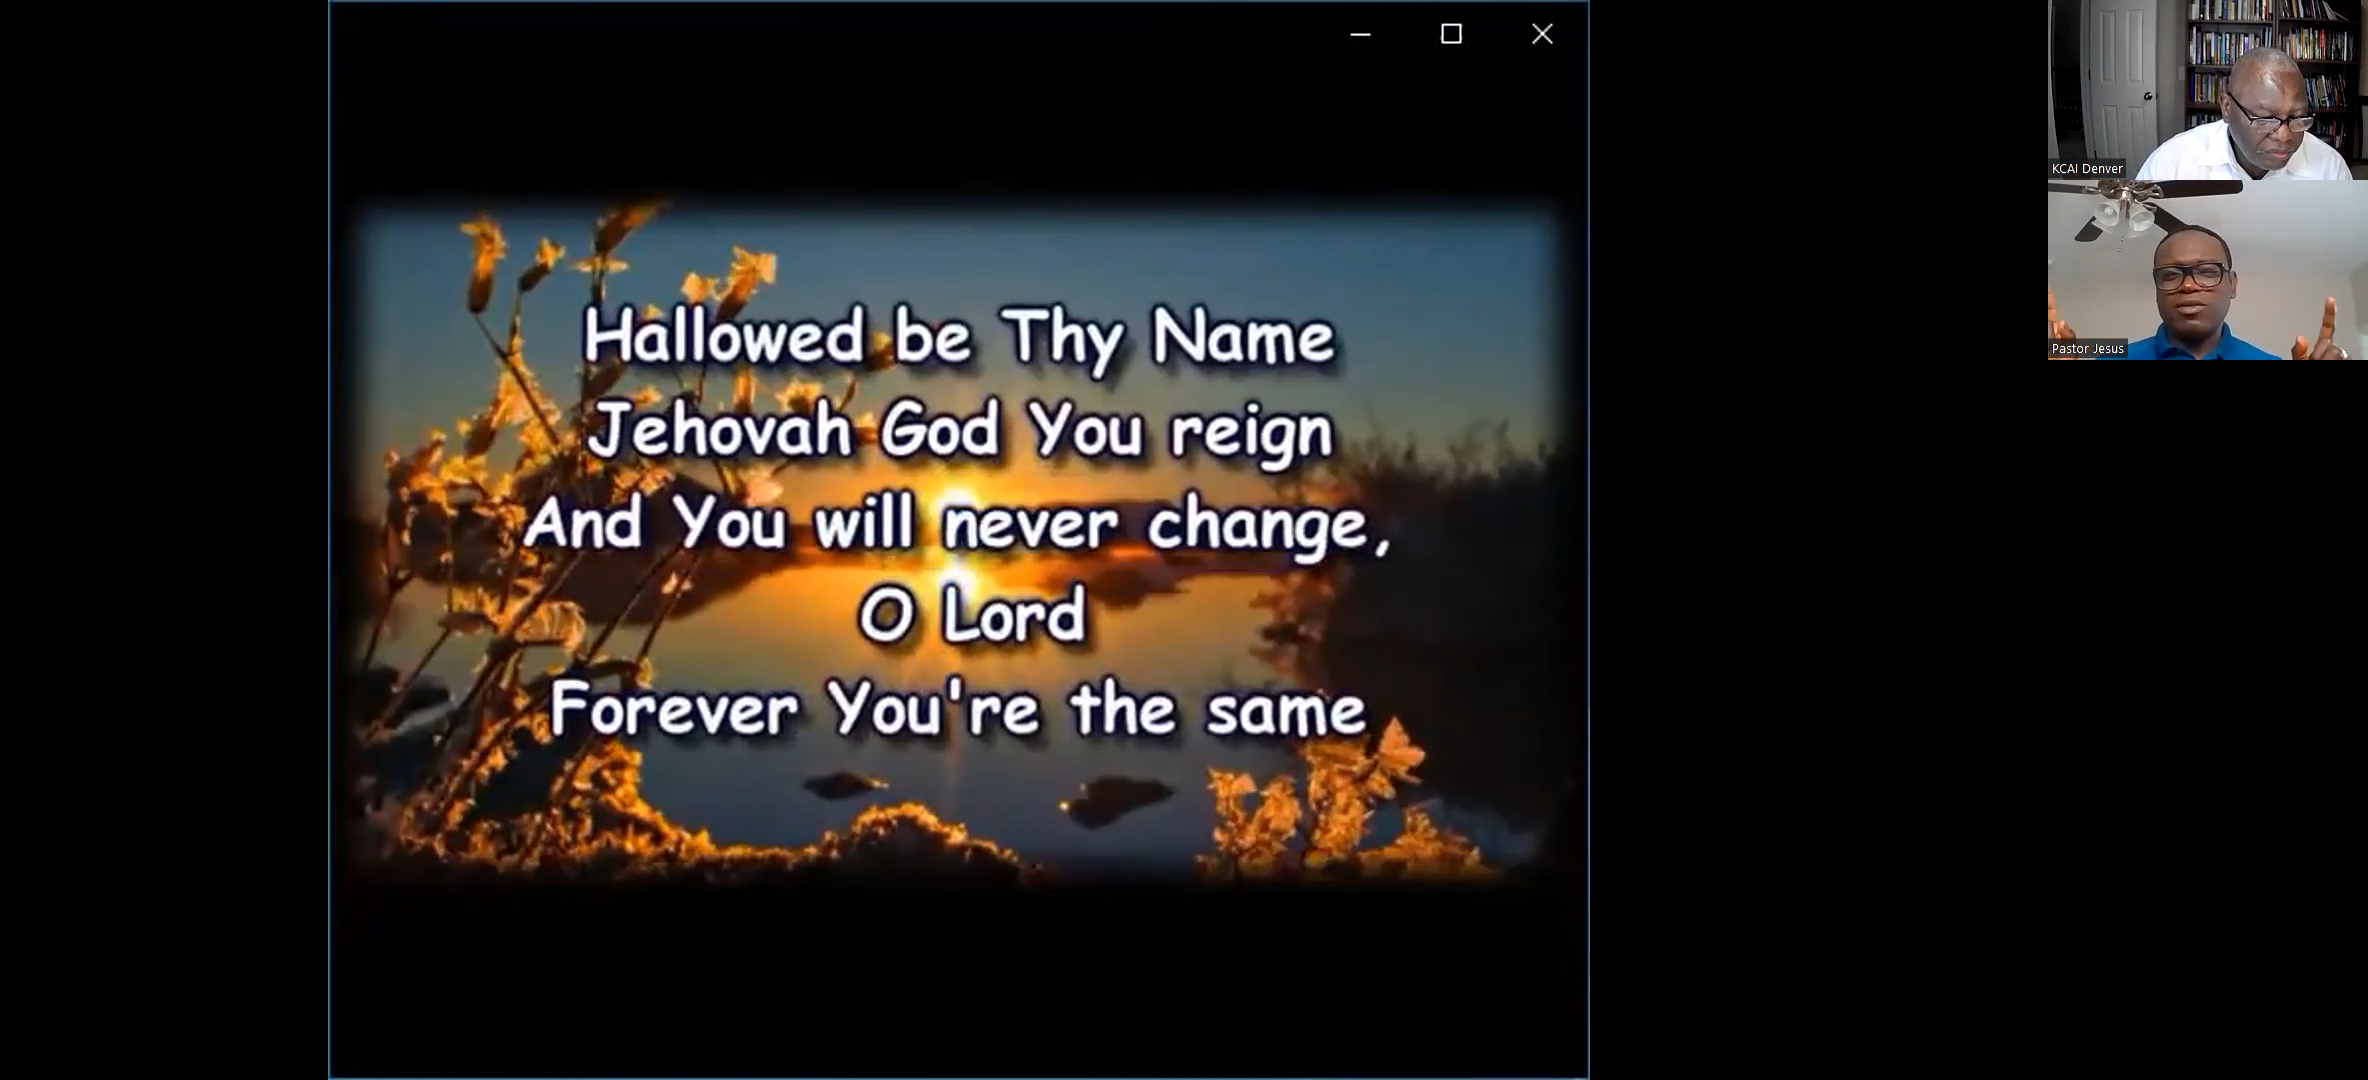 Hallowed be Thy Name
Jehovah God You reign
And You will never change,
O Lord
Forever You're the same
KCAI Denver
Pastor Jesus